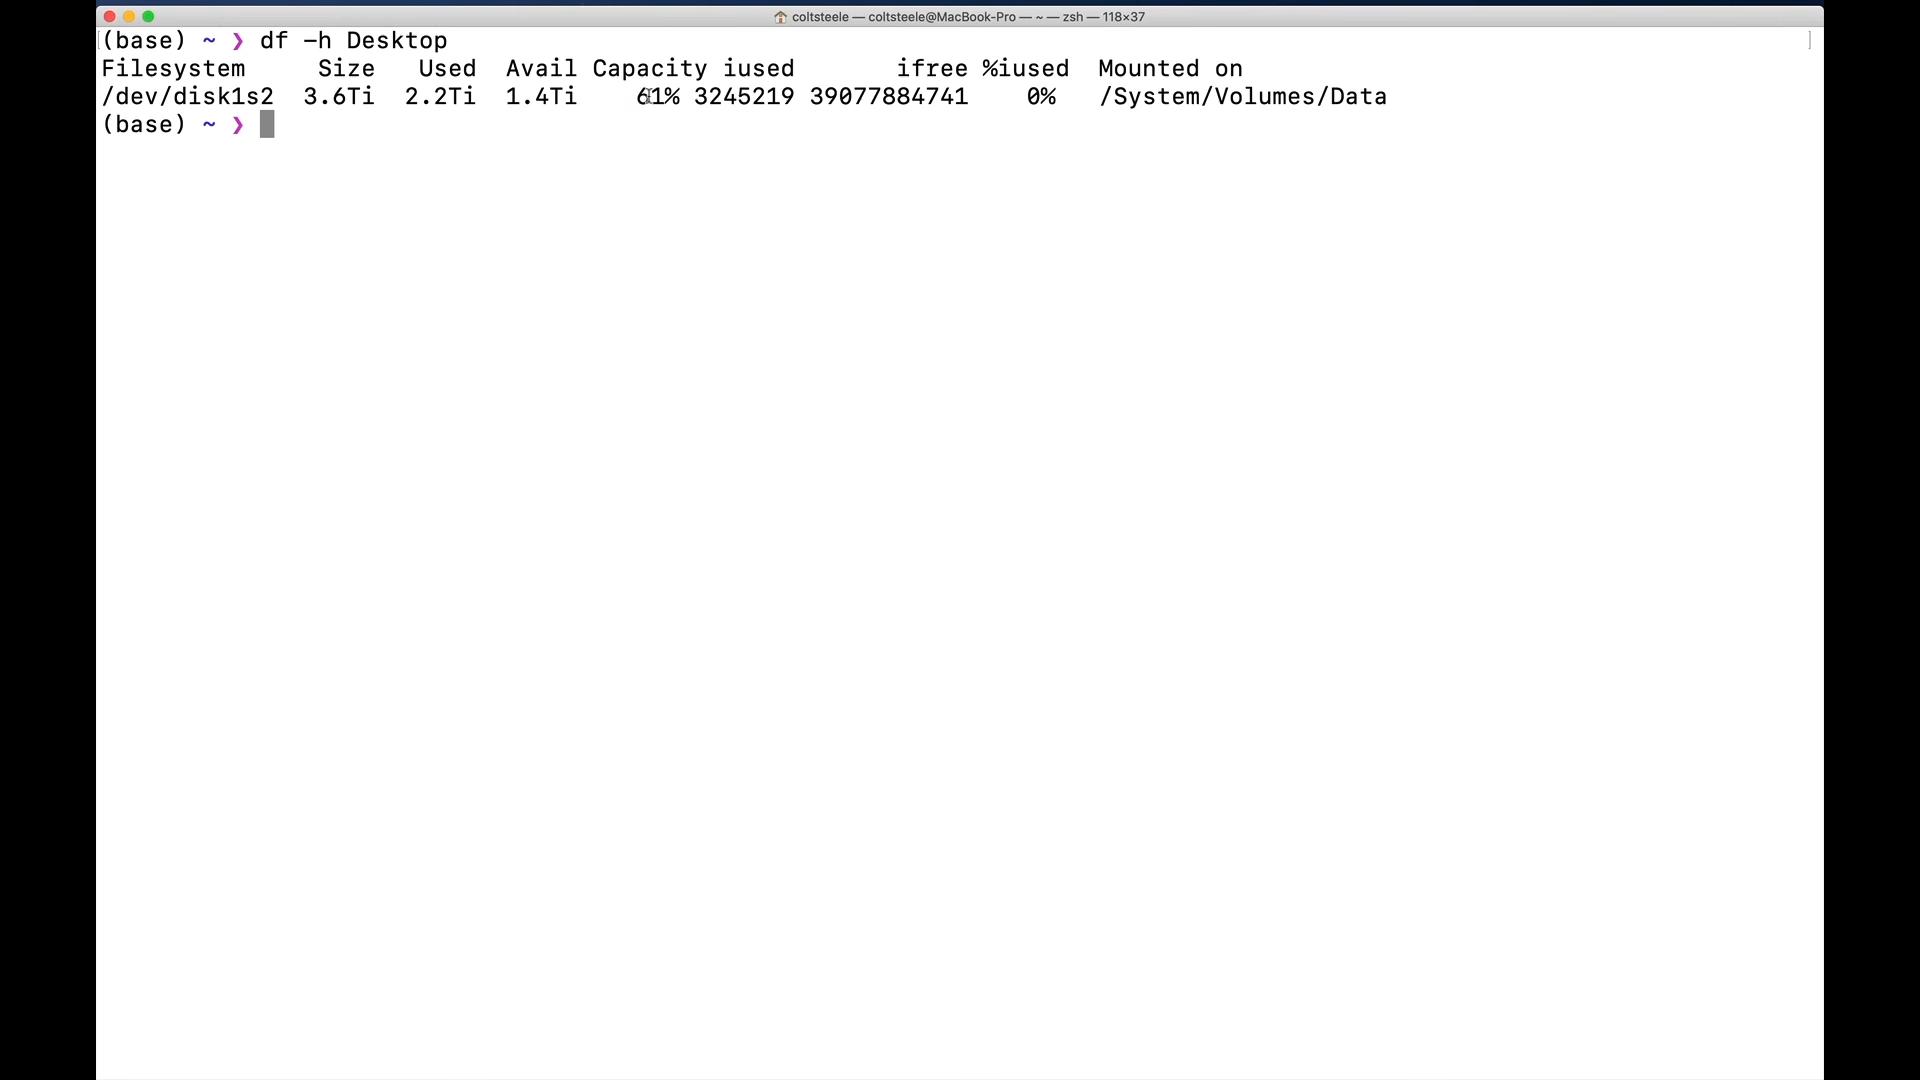 coltsteele — coltsteele@MacBook-Pro — ~ — zsh — 118×37
(base) ~ ❯ df -h Desktop
Filesystem     Size   Used  Avail Capacity iused       ifree %iused  Mounted on
/dev/disk1s2  3.6Ti  2.2Ti  1.4Ti    61% 3245219 39077884741    0%   /System/Volumes/Data
(base) ~ ❯